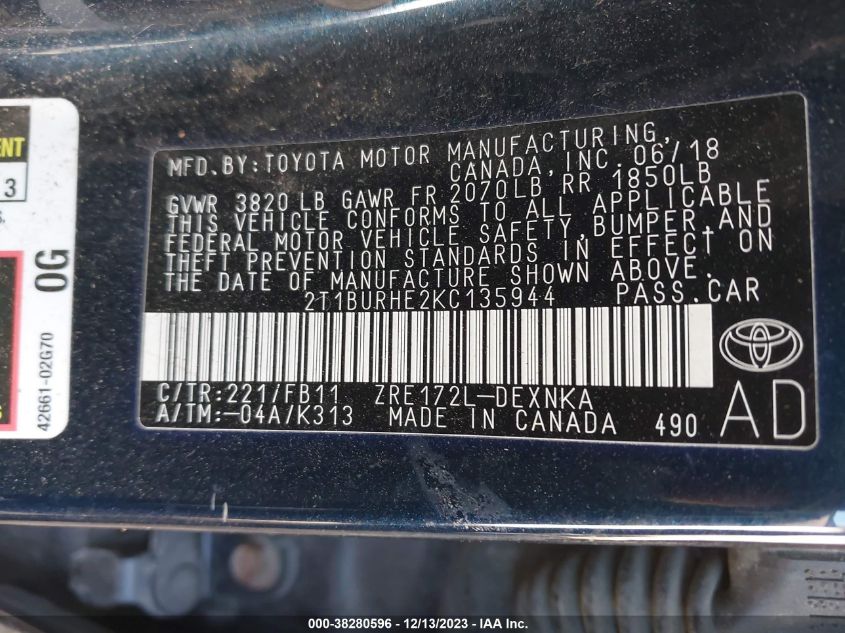 ENT
3
S.
OG
42661-02G70
S
MFD.BY:TOYOTA MOTOR MANUFACTURING,
CANADA,INC.06/18
GVWR 3820 LB GAWR FR 2070LB RR 1850LB
THIS VEHICLE CONFORMS TO ALL APPLICABLE
FEDERAL MOTOR VEHICLE SAFETY,BUMPER,AND
THEFT PREVENTION STANDARDS IN EFFECT ON
THE DATE OF MANUFACTURE SHOWN ABOVE.
2T1BURHE2KC135944 PASS.CAR
C/TR:221/FB11 ZRE172L-DEXNKA
A/TM:-04A/K313 MADE IN CANADA 490
AD
000-38280596 - 12/13/2023 - IAA Inc.